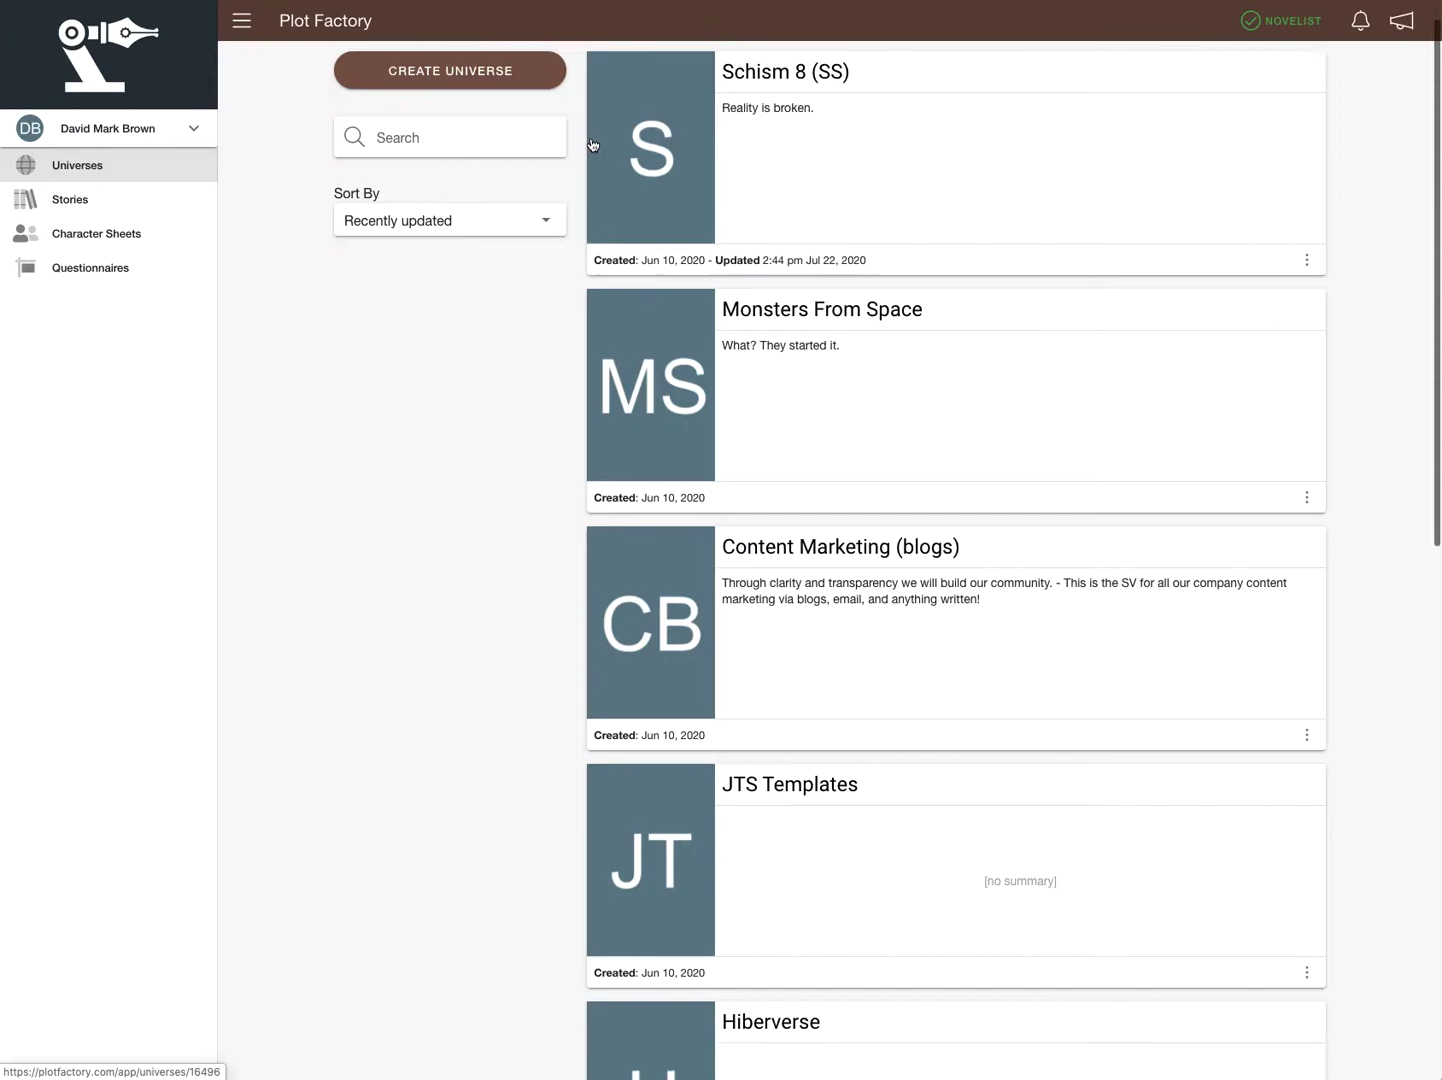 Plot Factory
NOVELIST
DB David Mark Brown
Universes
Stories
Character Sheets
Questionnaires
CREATE UNIVERSE
Search
Sort By
Recently updated
S
Schism 8 (SS)
Reality is broken.
Created: Jun 10, 2020 - Updated 2:44 pm Jul 22, 2020
MS
Monsters From Space
What? They started it.
Created: Jun 10, 2020
CB
Content Marketing (blogs)
Through clarity and transparency we will build our community. - This is the SV for all our company content
marketing via blogs, email, and anything written!
Created: Jun 10, 2020
JT
JTS Templates
[no summary]
Created: Jun 10, 2020
Hiberverse
H
https://plotfactory.com/app/universes/16496